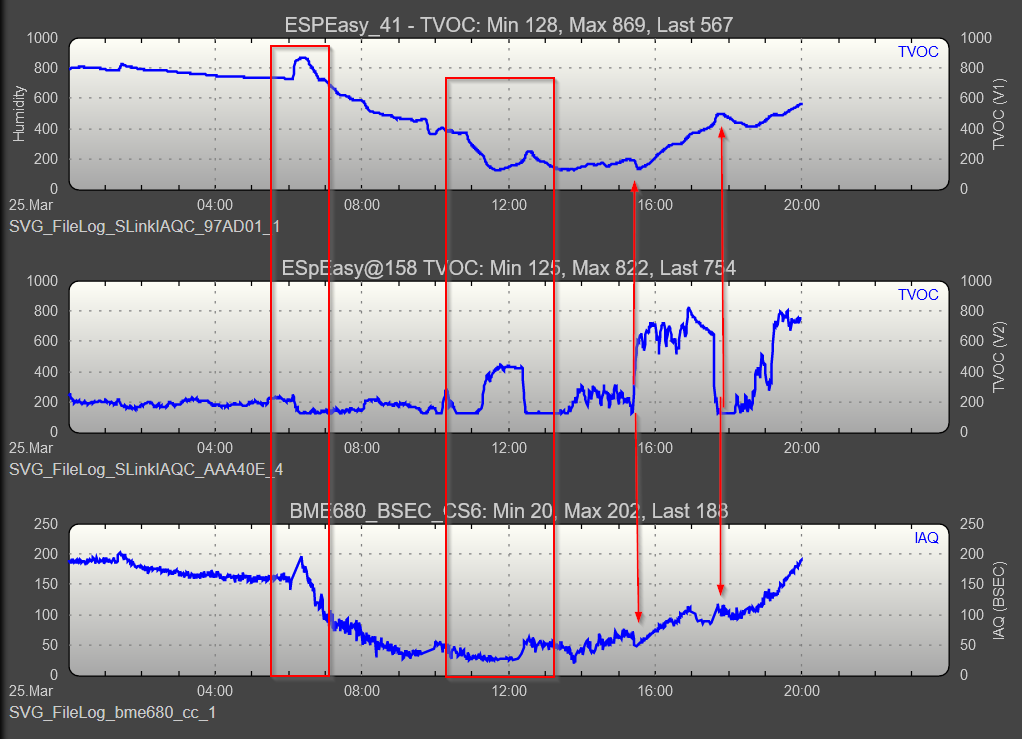 ESPEasy_41 - TVOC: Min 128, Max 869, Last 567
1000 TVOC 1000
800 800
600 600
400 400
200 200
0 0
Humidity
TVOC (V1)
25.Mar 04:00 08:00 12:00 16:00 20:00
SVG_FileLog_SLinkIAQC_97AD01_1
ESpEasy@158 TVOC: Min 125, Max 822, Last 754
1000 TVOC 1000
800 800
600 600
400 400
200 200
0 0
TVOC (V2)
25.Mar 04:00 08:00 12:00 16:00 20:00
SVG_FileLog_SLinkIAQC_AAA40E_4
BME680_BSEC_CS6: Min 20, Max 202, Last 188
250 IAQ 250
200 200
150 150
100 100
50 50
0 0
IAQ (BSEC)
25.Mar 04:00 08:00 12:00 16:00 20:00
SVG_FileLog_bme680_cc_1